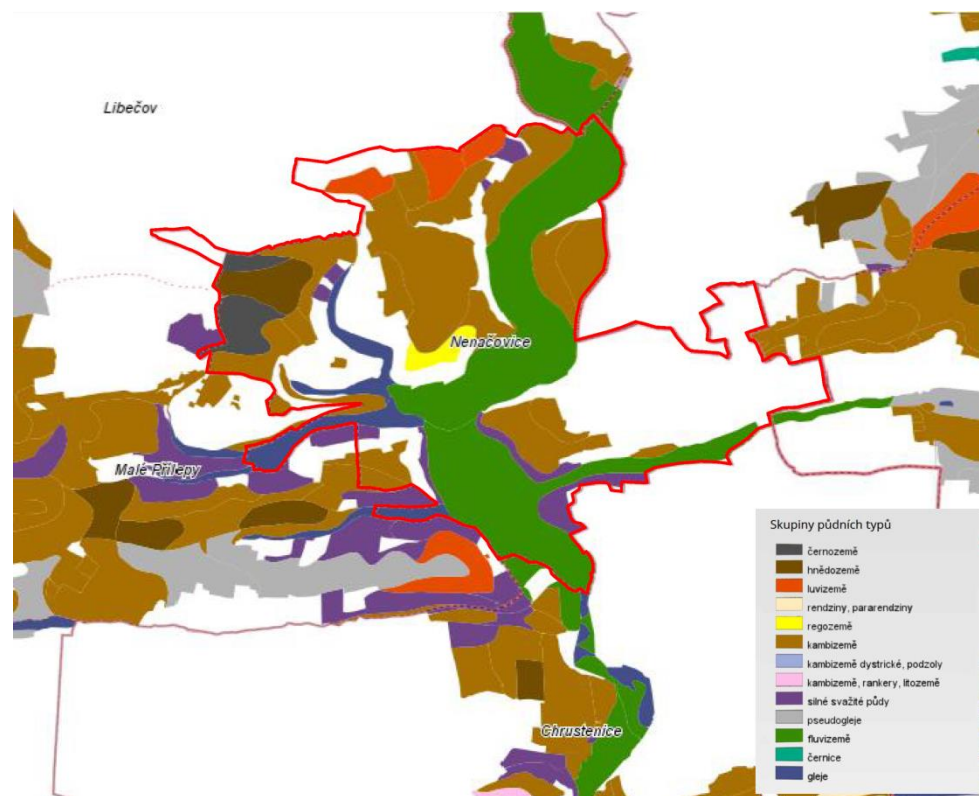 Libečov
Nenačovice
Malé Přílepy
Chrustenice
Skupiny půdních typů
černozemě
hnědozemě
luvizemě
rendziny, pararendziny
regozemě
kambizemě
kambizemě dystrické, podzoly
kambizemě, rankery, litozemě
silné svažité půdy
pseudogleje
fluvizemě
černice
gleje